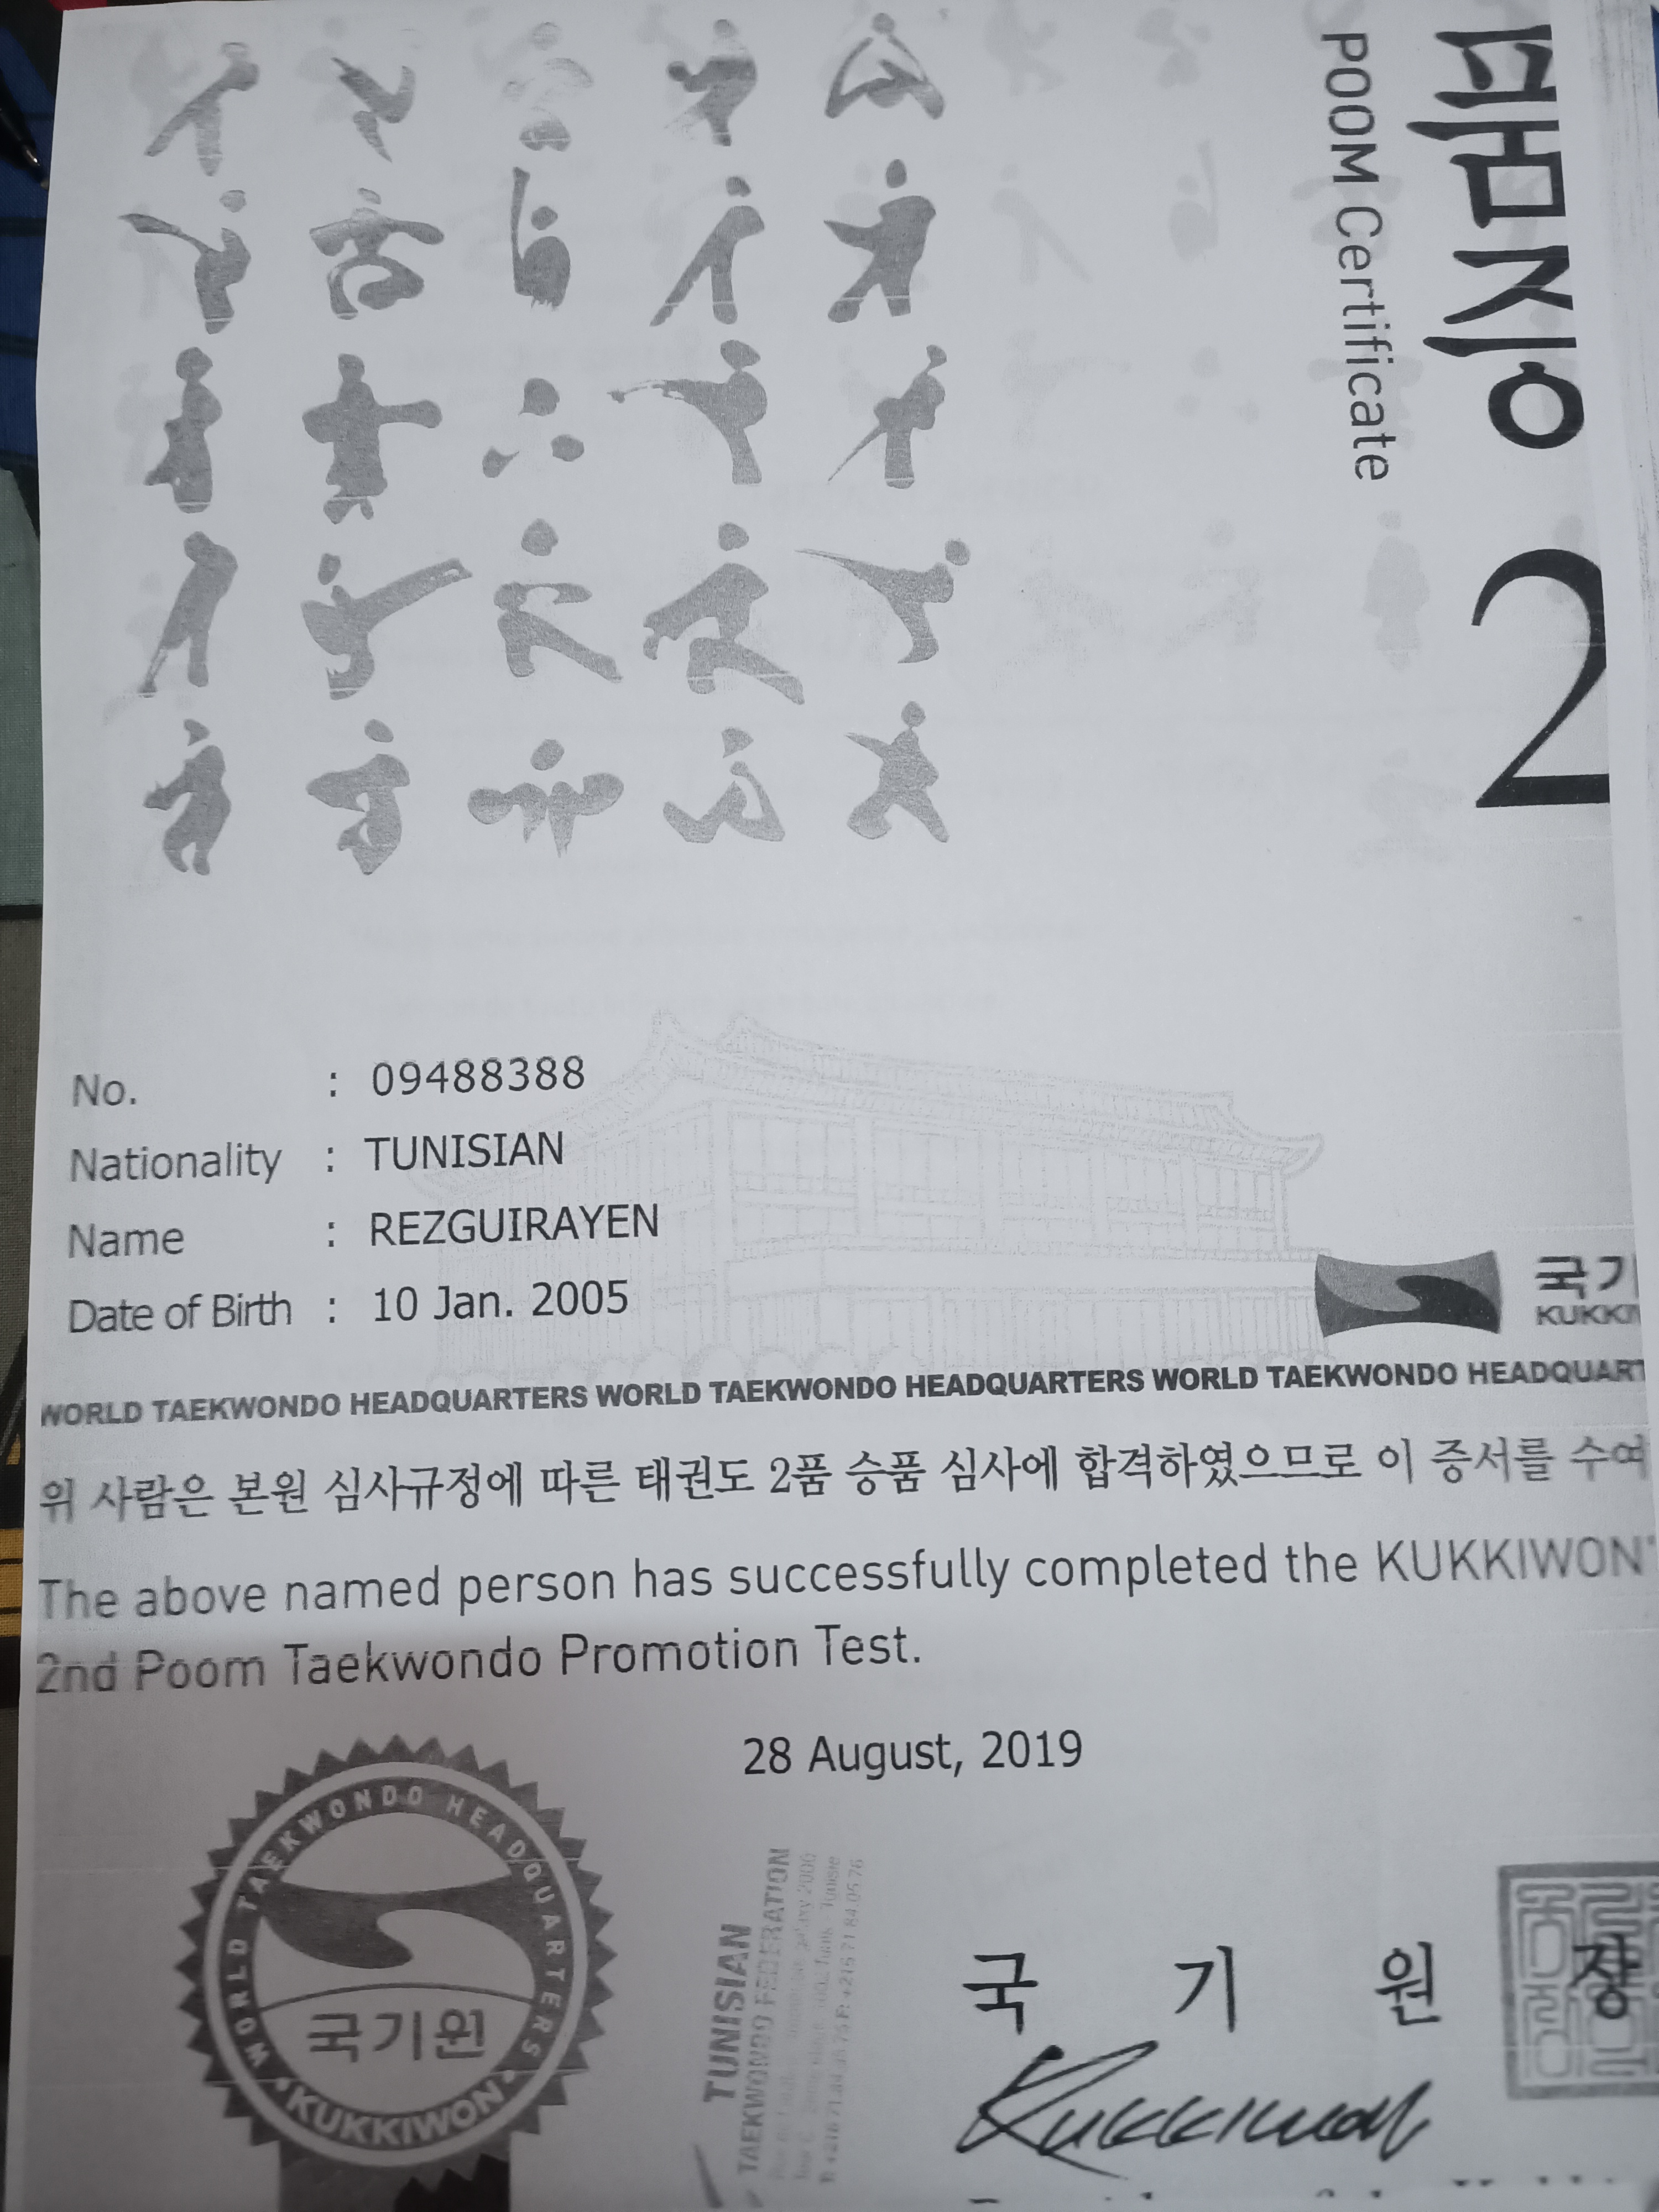 품증
POOM Certificate
2
No. : 09488388
Nationality : TUNISIAN
Name : REZGUIRAYEN
Date of Birth : 10 Jan. 2005
국기
KUKKI
WORLD TAEKWONDO HEADQUARTERS WORLD TAEKWONDO HEADQUARTERS WORLD TAEKWONDO HEADQUART
위 사람은 본원 심사규정에 따른 태권도 2품 승품 심사에 합격하였으므로 이 증서를 수여
The above named person has successfully completed the KUKKIWON'
2nd Poom Taekwondo Promotion Test.
28 August, 2019
WORLD TAEKWONDO HEADQUARTERS
국기원
•KUKKIWON•
TUNISIAN
TAEKWONDO FEDERATION
국 기 원 장
Kukkiwon